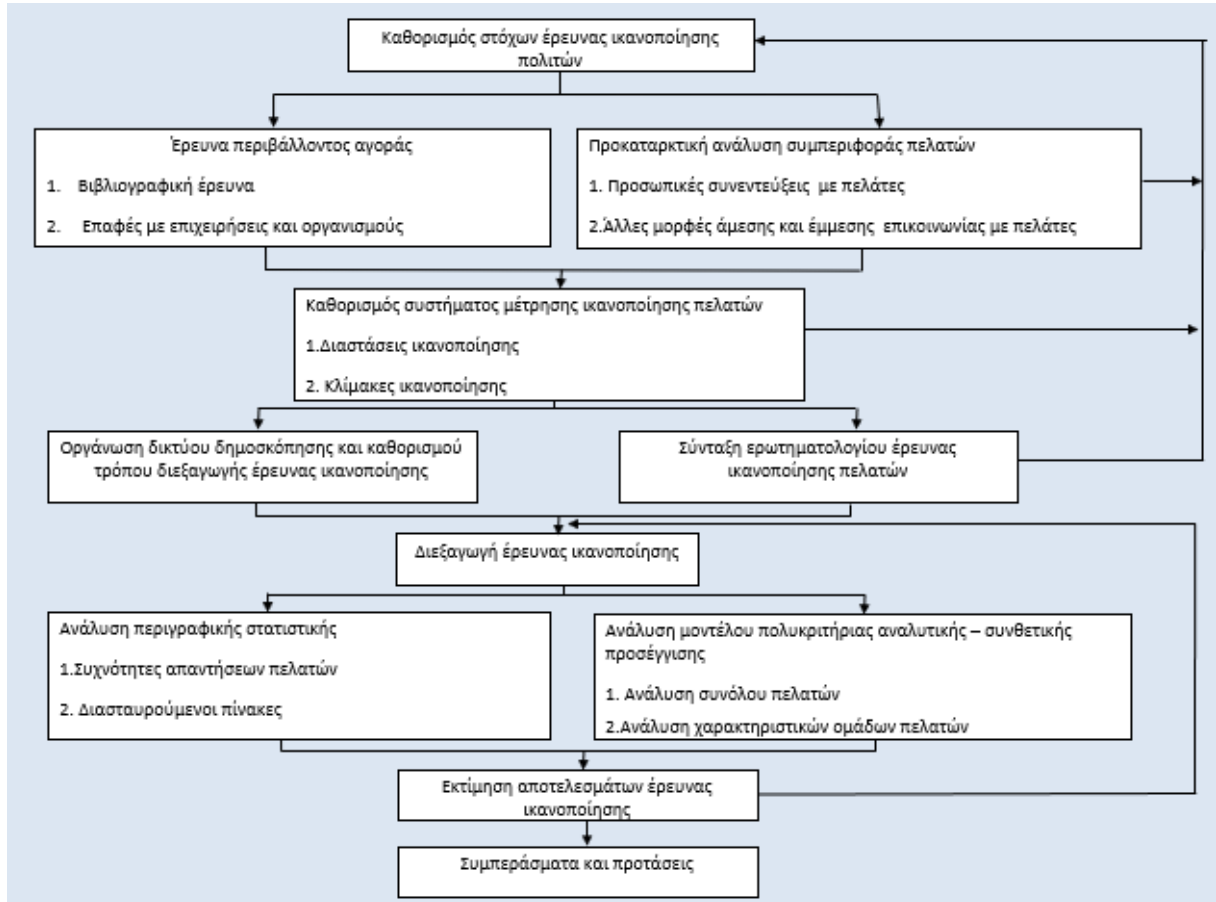 Καθορισμός στόχων έρευνας ικανοποίησης
πολιτών
Έρευνα περιβάλλοντος αγοράς
1. Βιβλιογραφική έρευνα
2. Επαφές με επιχειρήσεις και οργανισμούς
Προκαταρκτική ανάλυση συμπεριφοράς πελατών
1. Προσωπικές συνεντεύξεις με πελάτες
2.Άλλες μορφές άμεσης και έμμεσης επικοινωνίας με πελάτες
Καθορισμός συστήματος μέτρησης ικανοποίησης πελατών
1.Διαστάσεις ικανοποίησης
2. Κλίμακες ικανοποίησης
Οργάνωση δικτύου δημοσκόπησης και καθορισμού
τρόπου διεξαγωγής έρευνας ικανοποίησης
Σύνταξη ερωτηματολογίου έρευνας
ικανοποίησης πελατών
Διεξαγωγή έρευνας ικανοποίησης
Ανάλυση περιγραφικής στατιστικής
1.Συχνότητες απαντήσεων πελατών
2. Διασταυρούμενοι πίνακες
Ανάλυση μοντέλου πολυκριτήριας αναλυτικής – συνθετικής
προσέγγισης
1. Ανάλυση συνόλου πελατών
2.Ανάλυση χαρακτηριστικών ομάδων πελατών
Εκτίμηση αποτελεσμάτων έρευνας
ικανοποίησης
Συμπεράσματα και προτάσεις